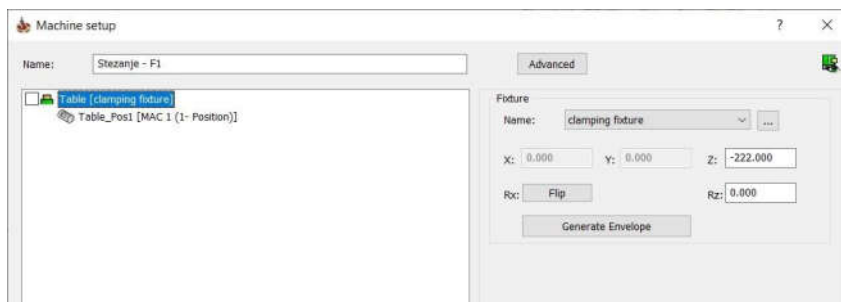 Machine setup ? ×
Name: Stezanje - F1 Advanced
Table [clamping fixture]
Table_Pos1 [MAC 1 (1- Position)]
Fixture
Name: clamping fixture ...
X: 0.000 Y: 0.000 Z: -222.000
Rx: Flip Rz: 0.000
Generate Envelope